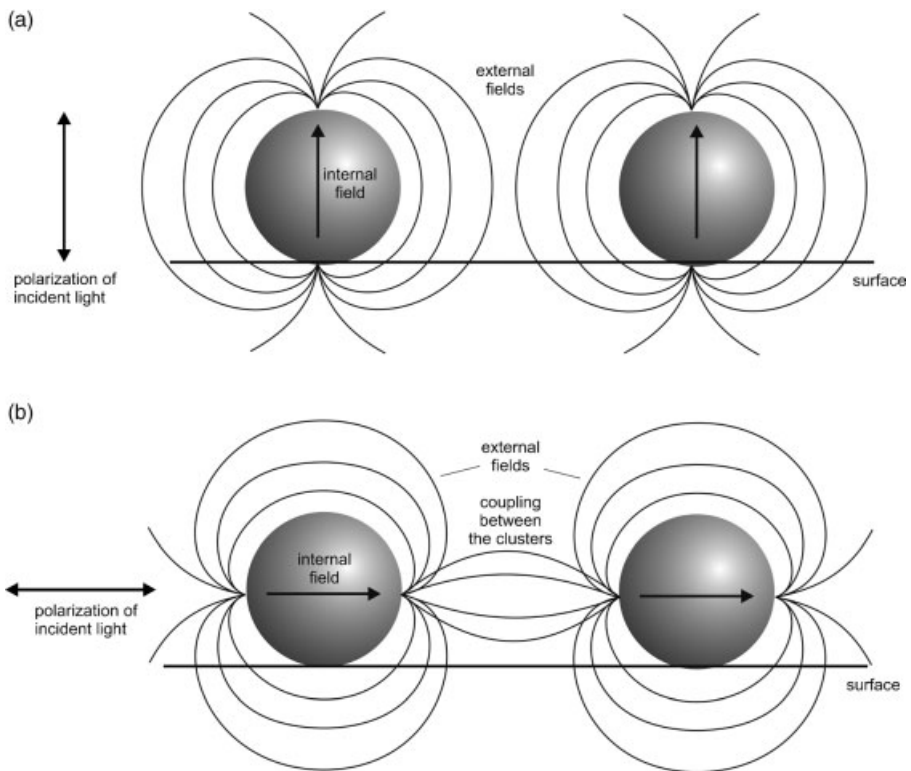 (a)
external
fields
internal
field
polarization of
incident light
surface
(b)
external
fields
coupling
between
the clusters
internal
field
polarization of
incident light
surface